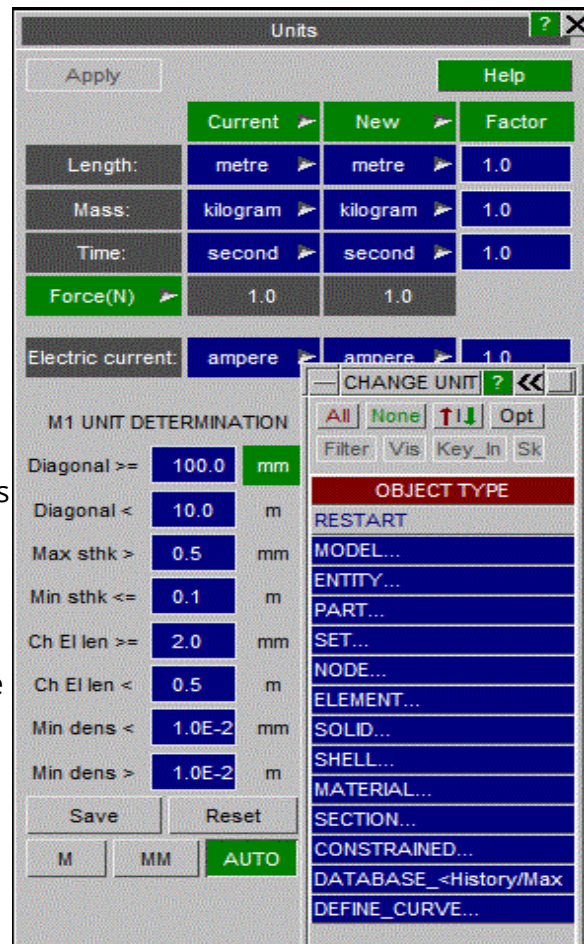 Units ?
Apply Help
Current New Factor
Length: metre metre 1.0
Mass: kilogram kilogram 1.0
Time: second second 1.0
Force(N) 1.0 1.0
Electric current: ampere ampere 1.0
CHANGE UNIT ?
M1 UNIT DETERMINATION
All None Opt
Filter Vis Key_In Sk
Diagonal >= 100.0 mm
Diagonal < 10.0 m
Max sthk > 0.5 mm
Min sthk <= 0.1 m
Ch El len >= 2.0 mm
Ch El len < 0.5 m
Min dens < 1.0E-2 mm
Min dens > 1.0E-2 m
Save Reset
M MM AUTO
OBJECT TYPE
RESTART
MODEL...
ENTITY...
PART...
SET...
NODE...
ELEMENT...
SOLID...
SHELL...
MATERIAL...
SECTION...
CONSTRAINED...
DATABASE_<History/Max
DEFINE_CURVE...